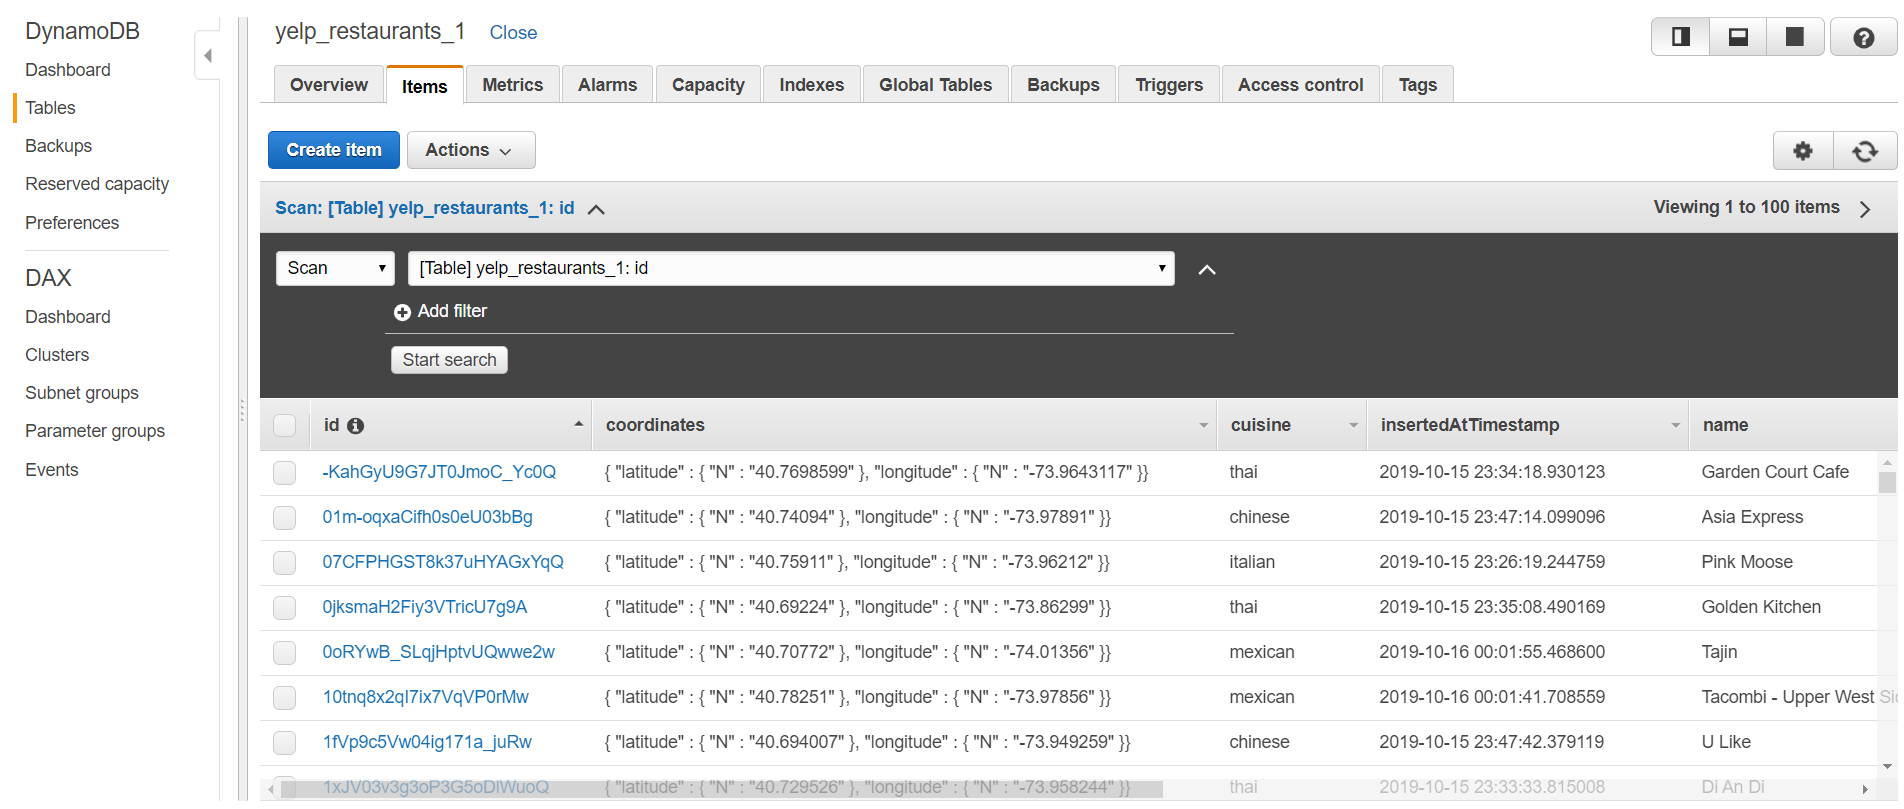 DynamoDB
Dashboard
Tables
Backups
Reserved capacity
Preferences
DAX
Dashboard
Clusters
Subnet groups
Parameter groups
Events
yelp_restaurants_1 Close
Overview Items Metrics Alarms Capacity Indexes Global Tables Backups Triggers Access control Tags
Create item Actions
Scan: [Table] yelp_restaurants_1: id Viewing 1 to 100 items
Scan [Table] yelp_restaurants_1: id
Add filter
Start search
id coordinates cuisine insertedAtTimestamp name
-KahGyU9G7JT0JmoC_Yc0Q { "latitude" : { "N" : "40.7698599" }, "longitude" : { "N" : "-73.9643117" }} thai 2019-10-15 23:34:18.930123 Garden Court Cafe
01m-oqxaCifh0s0eU03bBg { "latitude" : { "N" : "40.74094" }, "longitude" : { "N" : "-73.97891" }} chinese 2019-10-15 23:47:14.099096 Asia Express
07CFPHGST8k37uHYAGxYqQ { "latitude" : { "N" : "40.75911" }, "longitude" : { "N" : "-73.96212" }} italian 2019-10-15 23:26:19.244759 Pink Moose
0jksmaH2Fiy3VTricU7g9A { "latitude" : { "N" : "40.69224" }, "longitude" : { "N" : "-73.86299" }} thai 2019-10-15 23:35:08.490169 Golden Kitchen
0oRYwB_SLqjHptvUQwwe2w { "latitude" : { "N" : "40.70772" }, "longitude" : { "N" : "-74.01356" }} mexican 2019-10-16 00:01:55.468600 Tajin
10tnq8x2qI7ix7VqVP0rMw { "latitude" : { "N" : "40.78251" }, "longitude" : { "N" : "-73.97856" }} mexican 2019-10-16 00:01:41.708559 Tacombi - Upper West Sic
1fVp9c5Vw04ig171a_juRw { "latitude" : { "N" : "40.694007" }, "longitude" : { "N" : "-73.949259" }} chinese 2019-10-15 23:47:42.379119 U Like
1xJV03v3g3oP3G5oDlWuoQ { "latitude" : { "N" : "40.729526" }, "longitude" : { "N" : "-73.958244" }} thai 2019-10-15 23:33:33.815008 Di An Di